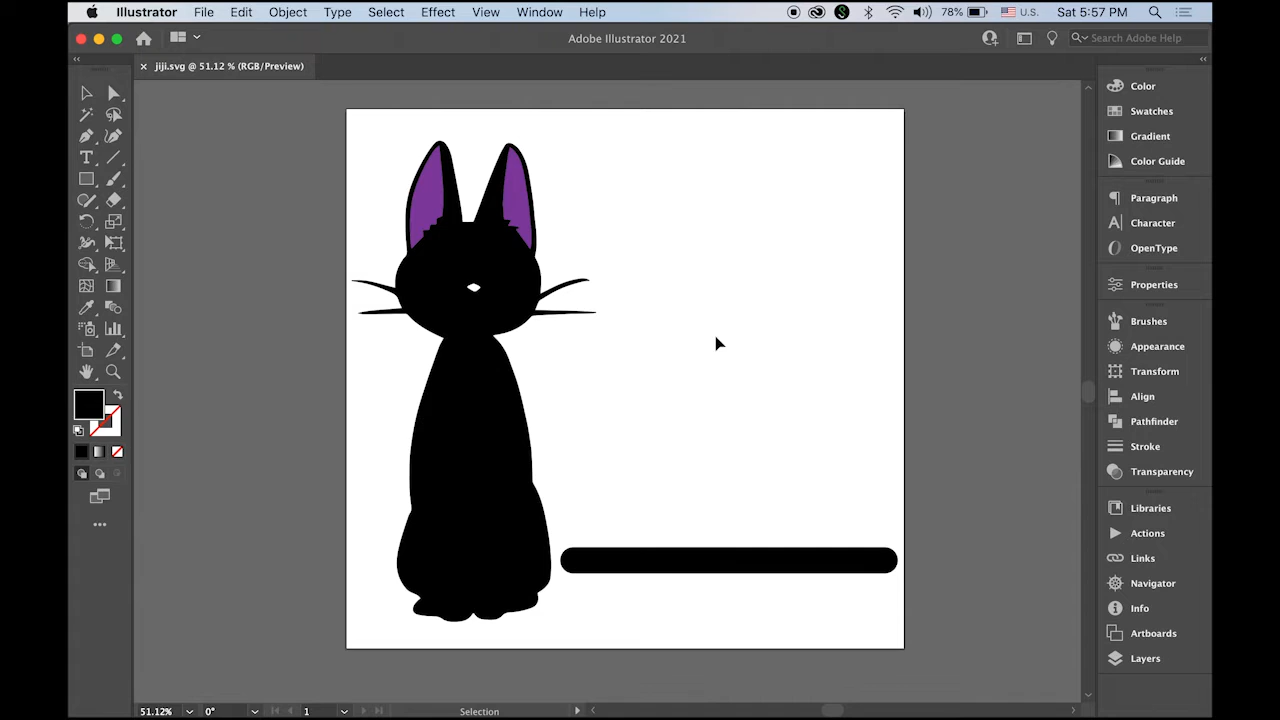 Illustrator File Edit Object Type Select Effect View Window Help 78% U.S. Sat 5:57 PM
Adobe Illustrator 2021 Search Adobe Help
jiji.svg @ 51.12 % (RGB/Preview)
Color
Swatches
Gradient
Color Guide
Paragraph
Character
OpenType
Properties
Brushes
Appearance
Transform
Align
Pathfinder
Stroke
Transparency
Libraries
Actions
Links
Navigator
Info
Artboards
Layers
51.12% 0° 1 Selection